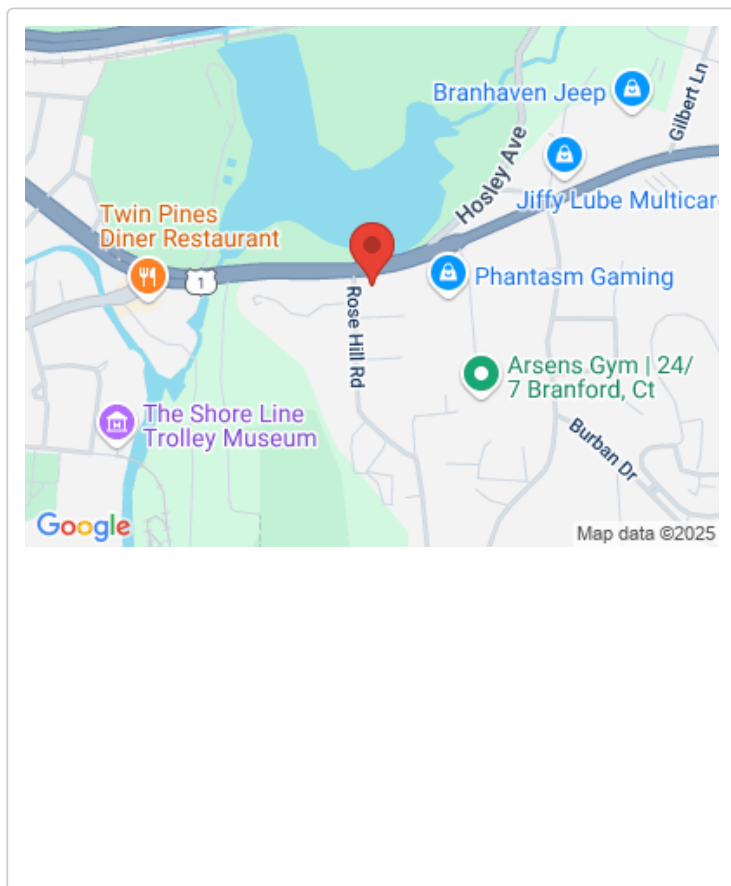 Branhaven Jeep
Gilbert Ln
Hosley Ave
Jiffy Lube Multicar
Twin Pines
Diner Restaurant
1
Phantasm Gaming
Rose Hill Rd
Arsens Gym | 24/
7 Branford, Ct
The Shore Line
Trolley Museum
Burban Dr
Google
Map data ©2025